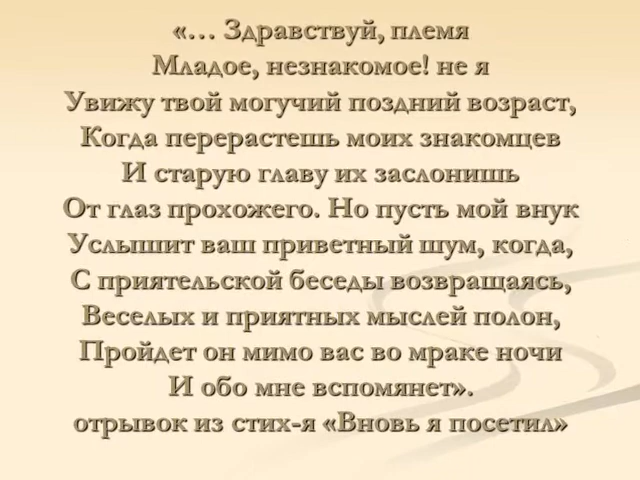 «… Здравствуй, племя
Младое, незнакомое! не я
Увижу твой могучий поздний возраст,
Когда перерастешь моих знакомцев
И старую главу их заслонишь
От глаз прохожего. Но пусть мой внук
Услышит ваш приветный шум, когда,
С приятельской беседы возвращаясь,
Веселых и приятных мыслей полон,
Пройдет он мимо вас во мраке ночи
И обо мне вспомянет».
отрывок из стих-я «Вновь я посетил»